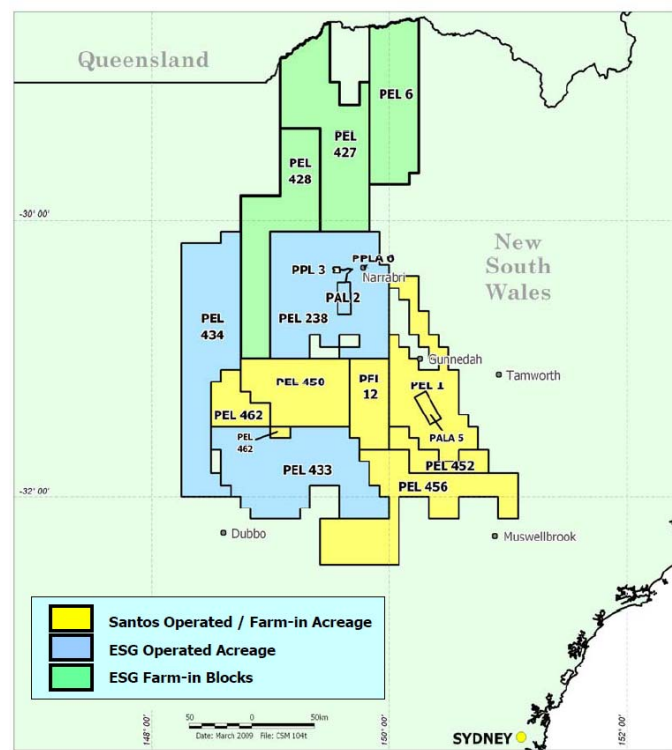 Queensland
PEL 6
PEL
427
PEL
428
-30° 00'
New
South
Wales
PPLA 6
PPL 3
Narrabri
PAL 2
PEL
434
PEL 238
Gunnedah
PEL 450
PEL
12
PEL 1
Tamworth
PEL 462
PALA 5
PEL
462
PEL 433
PEL 452
PEL 456
-32° 00'
Dubbo
Muswellbrook
Santos Operated / Farm-in Acreage
ESG Operated Acreage
ESG Farm-in Blocks
148° 00'
150° 00'
152° 00'
50 0 50km
Date: March 2009 File: CSM 104t
SYDNEY